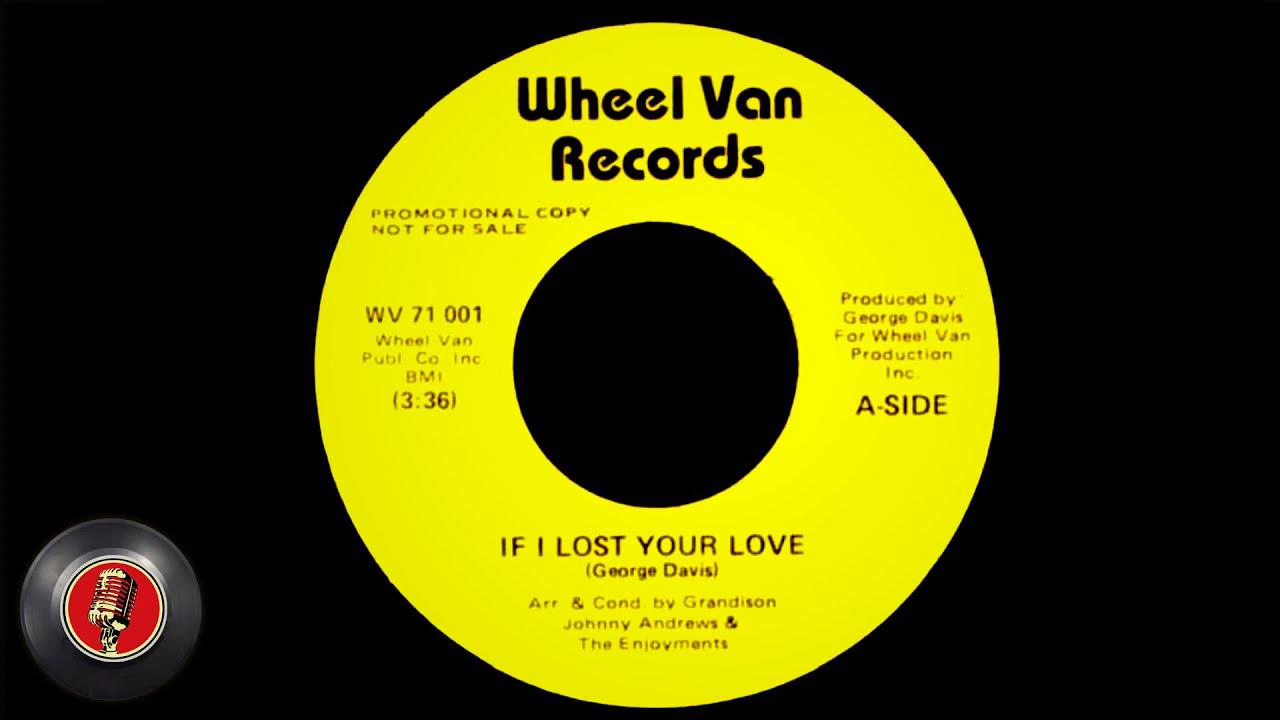 Wheel Van
Records
PROMOTIONAL COPY
NOT FOR SALE
WV 71 001
Wheel Van
Publ. Co. Inc.
BMI
(3:36)
Produced by:
George Davis
For Wheel Van
Production
Inc.
A-SIDE
IF I LOST YOUR LOVE
(George Davis)
Arr. & Cond. by Grandison
Johnny Andrews &
The Enjoyments